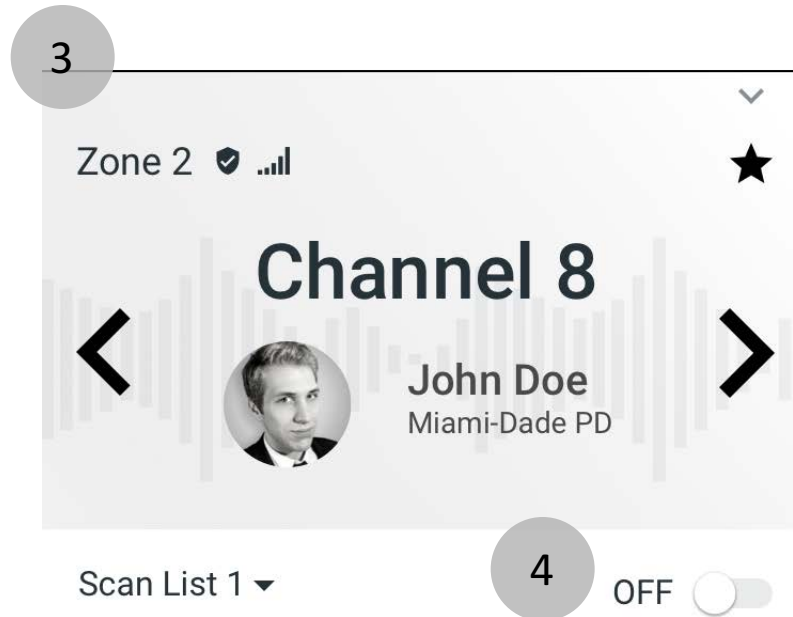 3
Zone 2
Channel 8
John Doe
Miami-Dade PD
Scan List 1
4
OFF